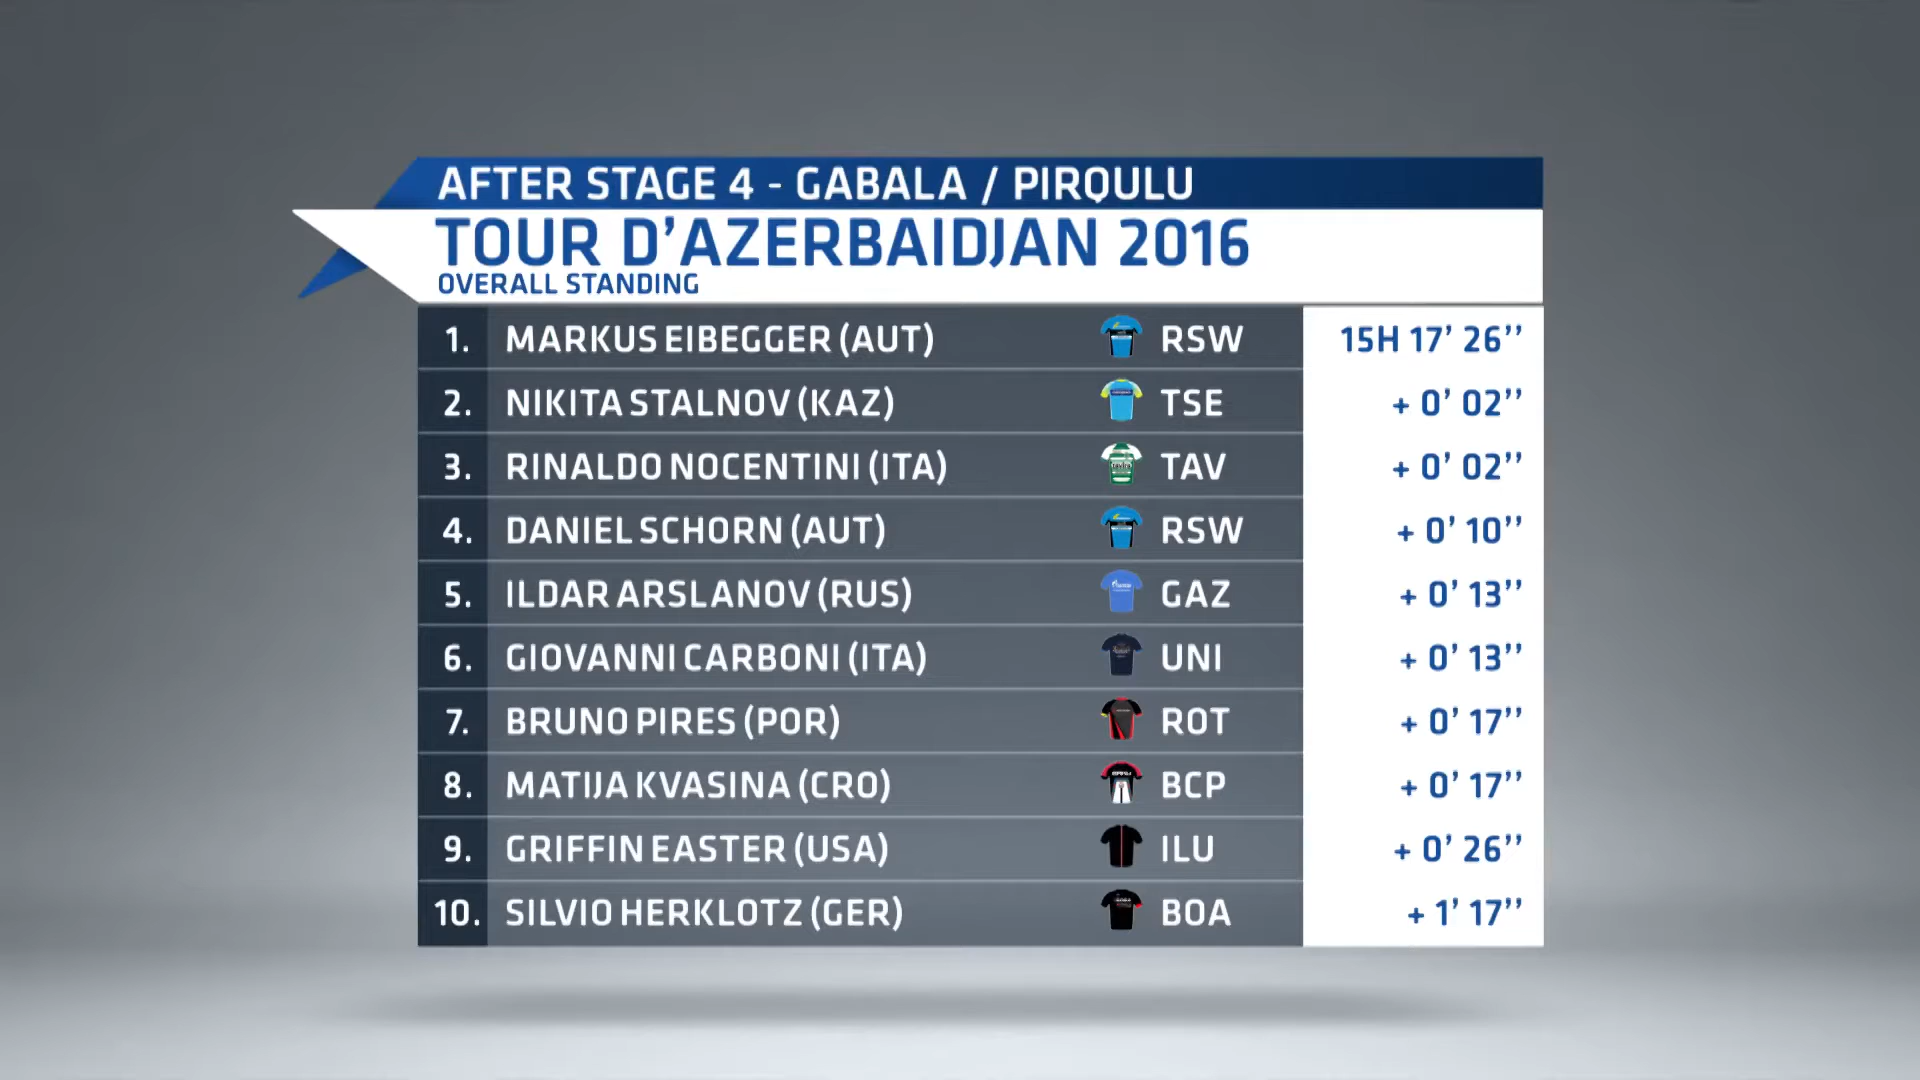 AFTER STAGE 4 - GABALA / PIRQULU
TOUR D’AZERBAIDJAN 2016
OVERALL STANDING
1. MARKUS EIBEGGER (AUT) RSW 15H 17’ 26’’
2. NIKITA STALNOV (KAZ) TSE + 0’ 02’’
3. RINALDO NOCENTINI (ITA) TAV + 0’ 02’’
4. DANIEL SCHORN (AUT) RSW + 0’ 10’’
5. ILDAR ARSLANOV (RUS) GAZ + 0’ 13’’
6. GIOVANNI CARBONI (ITA) UNI + 0’ 13’’
7. BRUNO PIRES (POR) ROT + 0’ 17’’
8. MATIJA KVASINA (CRO) BCP + 0’ 17’’
9. GRIFFIN EASTER (USA) ILU + 0’ 26’’
10. SILVIO HERKLOTZ (GER) BOA + 1’ 17’’